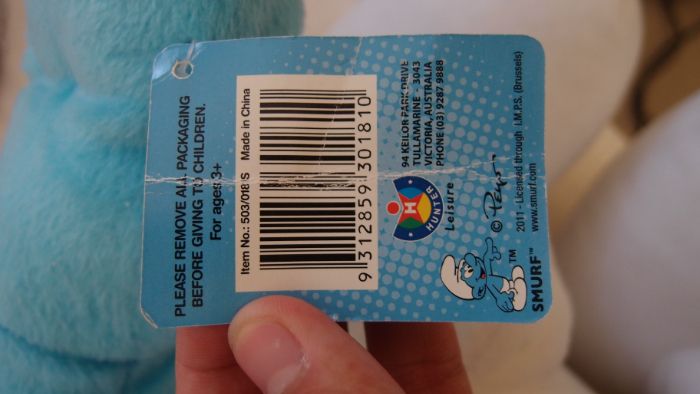 PLEASE REMOVE ALL PACKAGING
BEFORE GIVING TO CHILDREN.
For ages 3+
Item No.: 503/018 S Made in China
9 312859 301810
HUNTER
Leisure
94 KEILOR PARK DRIVE
TULLAMARINE - 3043
VICTORIA, AUSTRALIA
PHONE (03) 9287 9888
SMURF™
TM
© Peyo
2011 - Licensed through I.M.P.S. (Brussels)
www.smurf.com